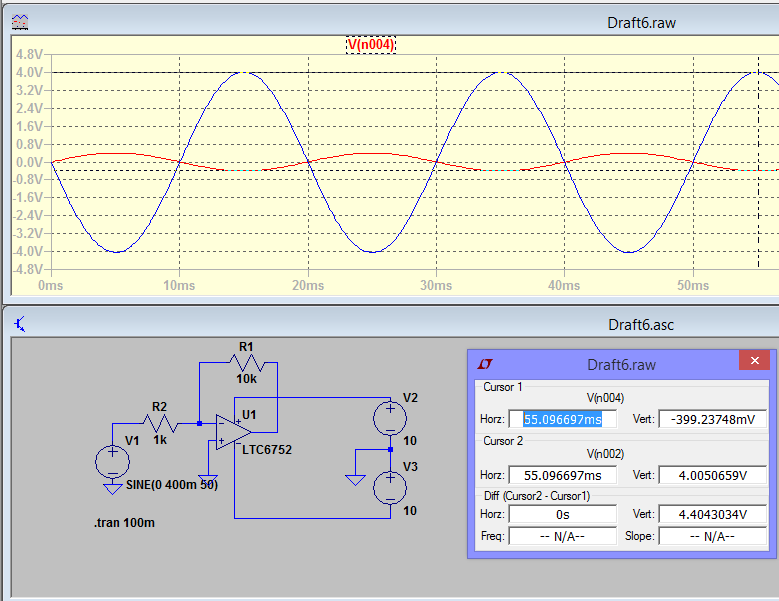 Draft6.raw
V(n004)
4.8V
4.0V
3.2V
2.4V
1.6V
0.8V
0.0V
-0.8V
-1.6V
-2.4V
-3.2V
-4.0V
-4.8V
0ms 10ms 20ms 30ms 40ms 50ms
Draft6.asc
R1
10k
R2
1k
V1
SINE(0 400m 50)
U1
LTC6752
V2
10
V3
10
.tran 100m
Draft6.raw
Cursor 1
V(n004)
Horz: 55.096697ms Vert: -399.23748mV
Cursor 2
V(n002)
Horz: 55.096697ms Vert: 4.0050659V
Diff (Cursor2 - Cursor1)
Horz: 0s Vert: 4.4043034V
Freq: -- N/A-- Slope: -- N/A--